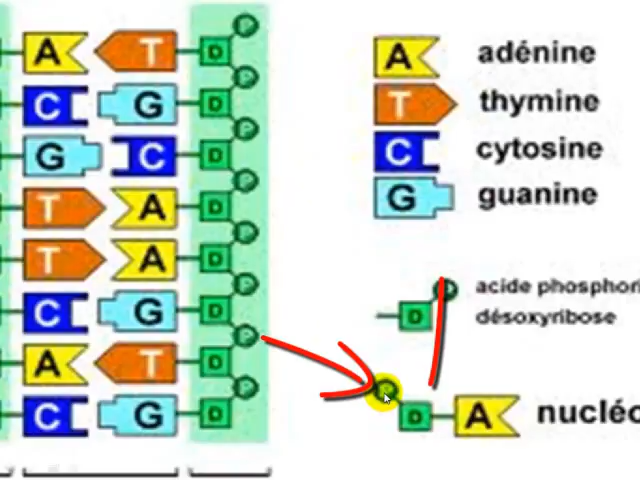 A T D
C G D
G C D
T A D
T A D
C G D
A T D
C G D
A adénine
T thymine
C cytosine
G guanine
acide phosphori
D désoxyribose
D A nucléo